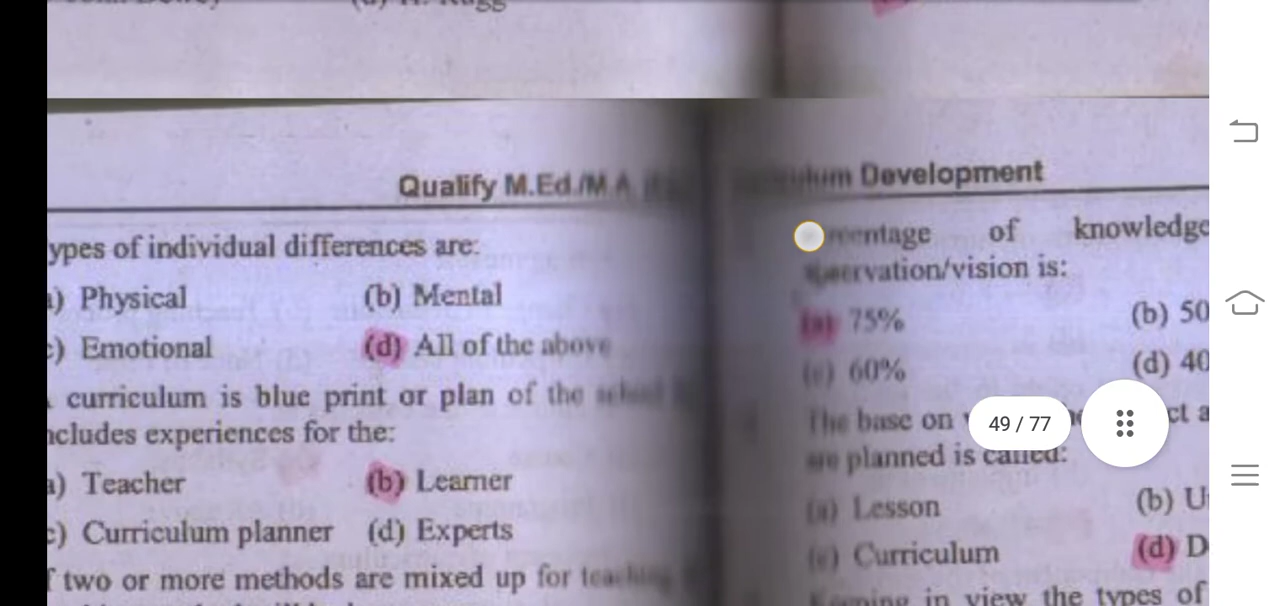 (d) H. Rugg
Qualify M.Ed./M.A.
ypes of individual differences are:
) Physical (b) Mental
) Emotional (d) All of the above
curriculum is blue print or plan of the
ncludes experiences for the:
a) Teacher (b) Learner
c) Curriculum planner (d) Experts
two or more methods are mixed up for teaching
Development
of knowledge
is:
(a) 75% (b) 50
(c) 60% (d) 40
The base on
are planned is called:
(a) Lesson (b) U
(c) Curriculum (d) D
in view the types of
49 / 77